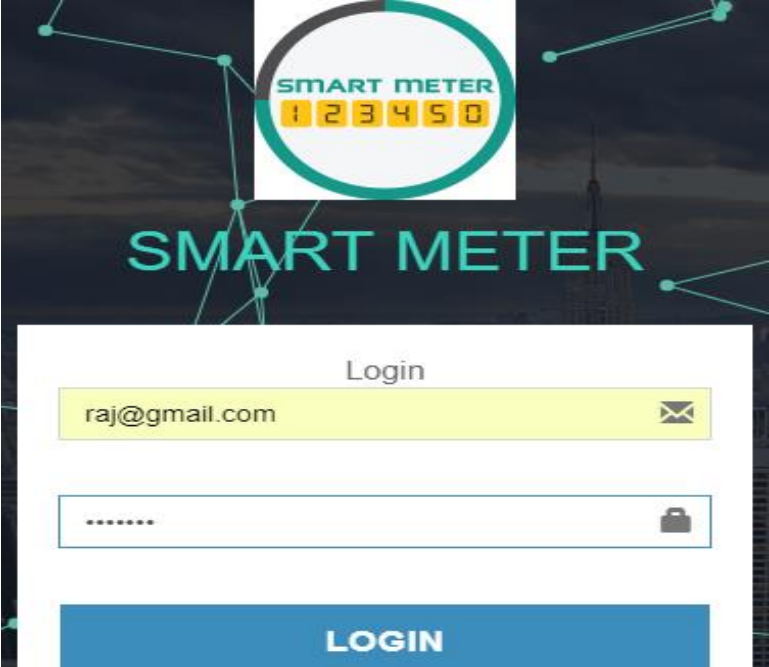 SMART METER
123450
SMART METER
Login
raj@gmail.com
•••••••
LOGIN